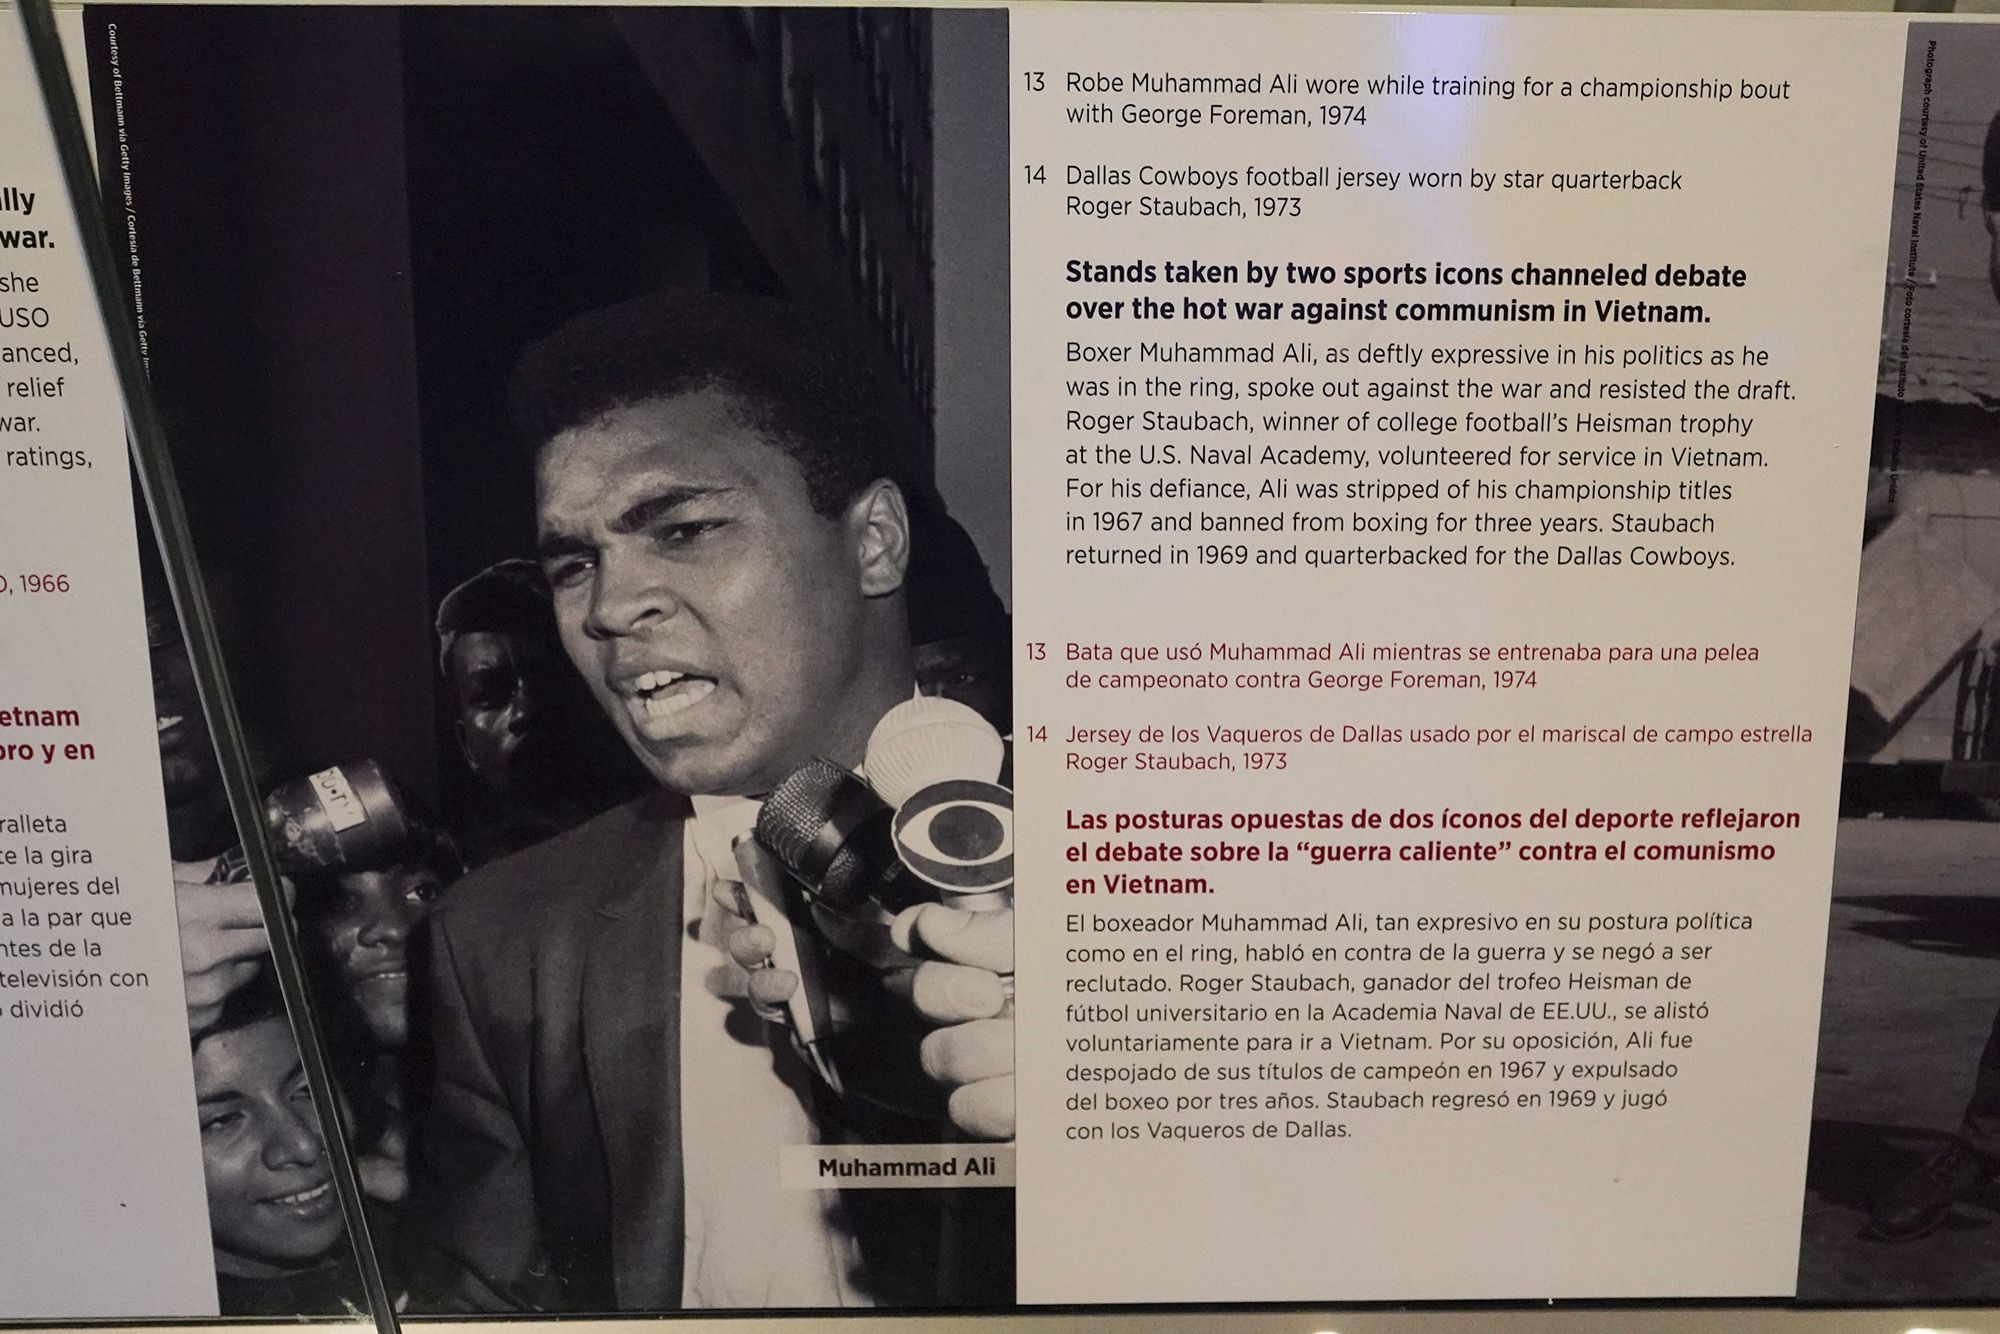 lly
war.
she
USO
anced,
relief
war.
ratings,
, 1966
etnam
ro y en
ralleta
te la gira
mujeres del
a la par que
ntes de la
televisión con
dividió
Courtesy of Bettmann via Getty Images / Cortesía de Bettmann vía Getty
Muhammad Ali
13 Robe Muhammad Ali wore while training for a championship bout
with George Foreman, 1974
14 Dallas Cowboys football jersey worn by star quarterback
Roger Staubach, 1973
Stands taken by two sports icons channeled debate
over the hot war against communism in Vietnam.
Boxer Muhammad Ali, as deftly expressive in his politics as he
was in the ring, spoke out against the war and resisted the draft.
Roger Staubach, winner of college football’s Heisman trophy
at the U.S. Naval Academy, volunteered for service in Vietnam.
For his defiance, Ali was stripped of his championship titles
in 1967 and banned from boxing for three years. Staubach
returned in 1969 and quarterbacked for the Dallas Cowboys.
13 Bata que usó Muhammad Ali mientras se entrenaba para una pelea
de campeonato contra George Foreman, 1974
14 Jersey de los Vaqueros de Dallas usado por el mariscal de campo estrella
Roger Staubach, 1973
Las posturas opuestas de dos íconos del deporte reflejaron
el debate sobre la “guerra caliente” contra el comunismo
en Vietnam.
El boxeador Muhammad Ali, tan expresivo en su postura política
como en el ring, habló en contra de la guerra y se negó a ser
reclutado. Roger Staubach, ganador del trofeo Heisman de
fútbol universitario en la Academia Naval de EE.UU., se alistó
voluntariamente para ir a Vietnam. Por su oposición, Ali fue
despojado de sus títulos de campeón en 1967 y expulsado
del boxeo por tres años. Staubach regresó en 1969 y jugó
con los Vaqueros de Dallas.
Photograph courtesy of United States Naval Institute / Foto cortesía del Instituto